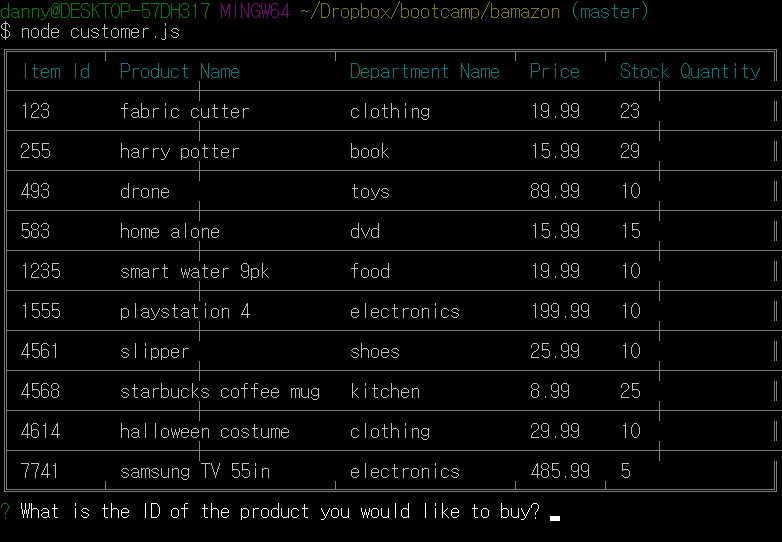 danny@DESKTOP-57DH317 MINGW64 ~/Dropbox/bootcamp/bamazon (master)
$ node customer.js
Item Id Product Name Department Name Price Stock Quantity
123 fabric cutter clothing 19.99 23
255 harry potter book 15.99 29
493 drone toys 89.99 10
583 home alone dvd 15.99 15
1235 smart water 9pk food 19.99 10
1555 playstation 4 electronics 199.99 10
4561 slipper shoes 25.99 10
4568 starbucks coffee mug kitchen 8.99 25
4614 halloween costume clothing 29.99 10
7741 samsung TV 55in electronics 485.99 5
? What is the ID of the product you would like to buy?